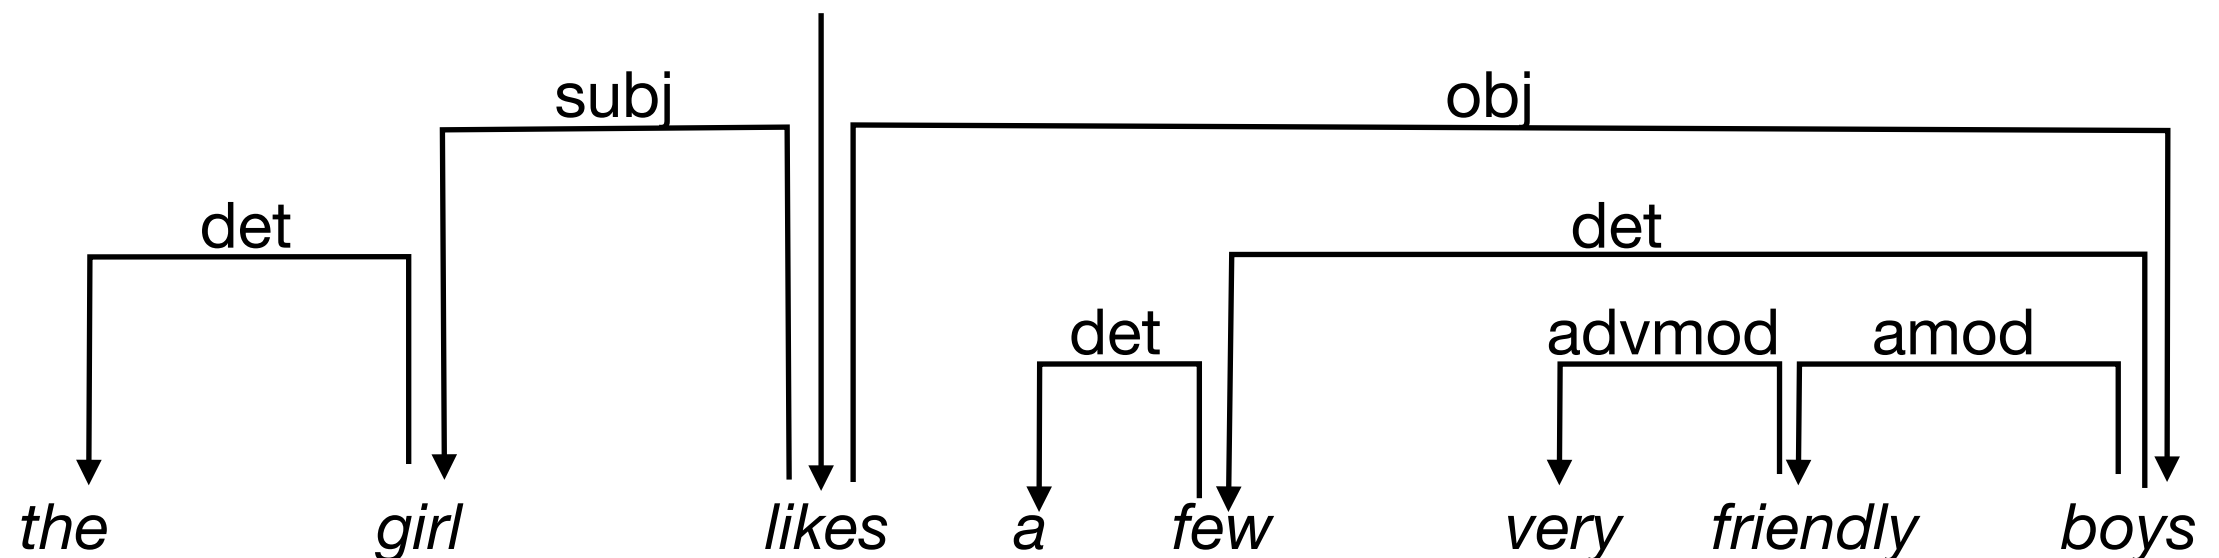 subj obj
det det
det advmod amod
the girl likes a few very friendly boys